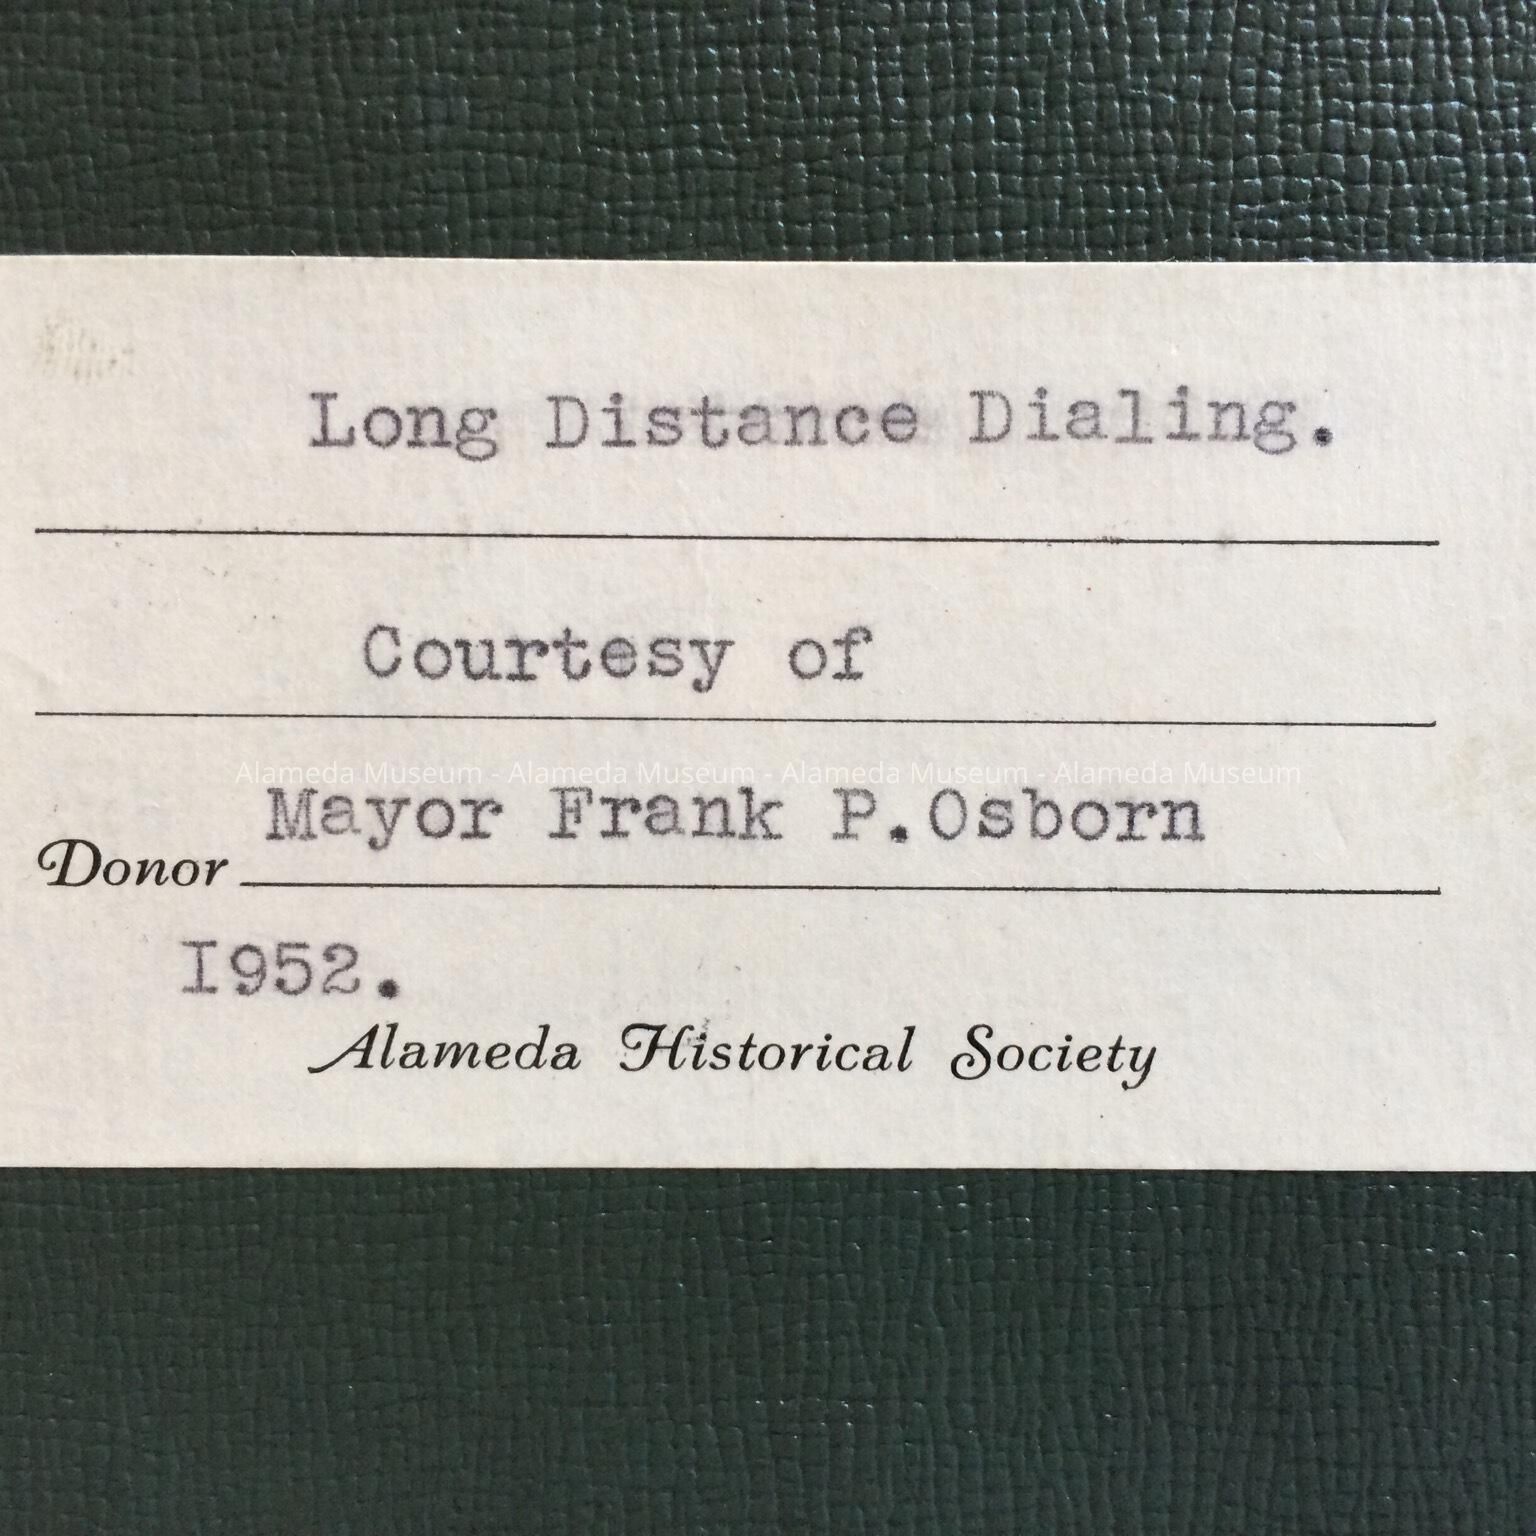 Long Distance Dialing.
Courtesy of
Alameda Museum - Alameda Museum - Alameda Museum - Alameda Museum
Mayor Frank P.Osborn
Donor
I952.
Alameda Historical Society